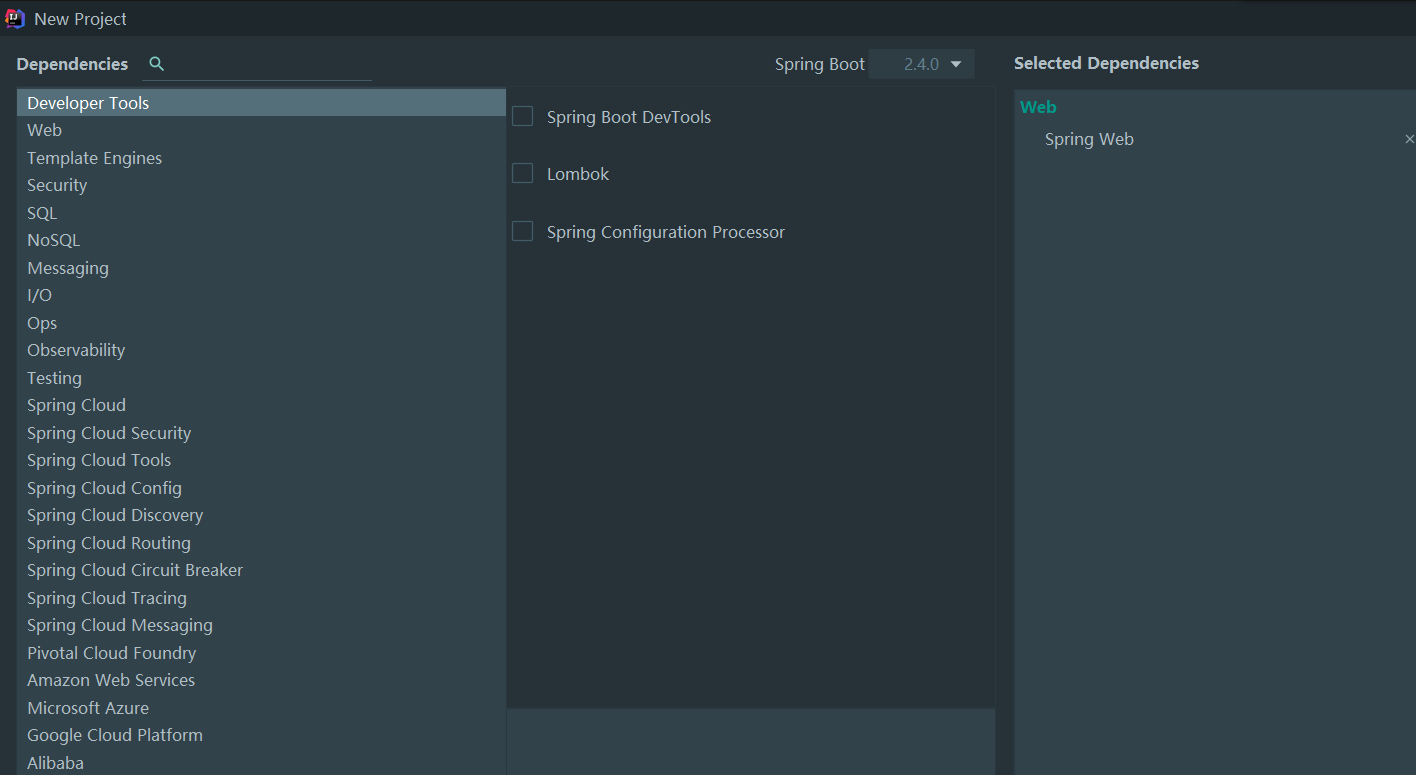 New Project
Dependencies
Spring Boot 2.4.0
Selected Dependencies
Developer Tools
Web
Template Engines
Security
SQL
NoSQL
Messaging
I/O
Ops
Observability
Testing
Spring Cloud
Spring Cloud Security
Spring Cloud Tools
Spring Cloud Config
Spring Cloud Discovery
Spring Cloud Routing
Spring Cloud Circuit Breaker
Spring Cloud Tracing
Spring Cloud Messaging
Pivotal Cloud Foundry
Amazon Web Services
Microsoft Azure
Google Cloud Platform
Alibaba
Spring Boot DevTools
Lombok
Spring Configuration Processor
Web
Spring Web